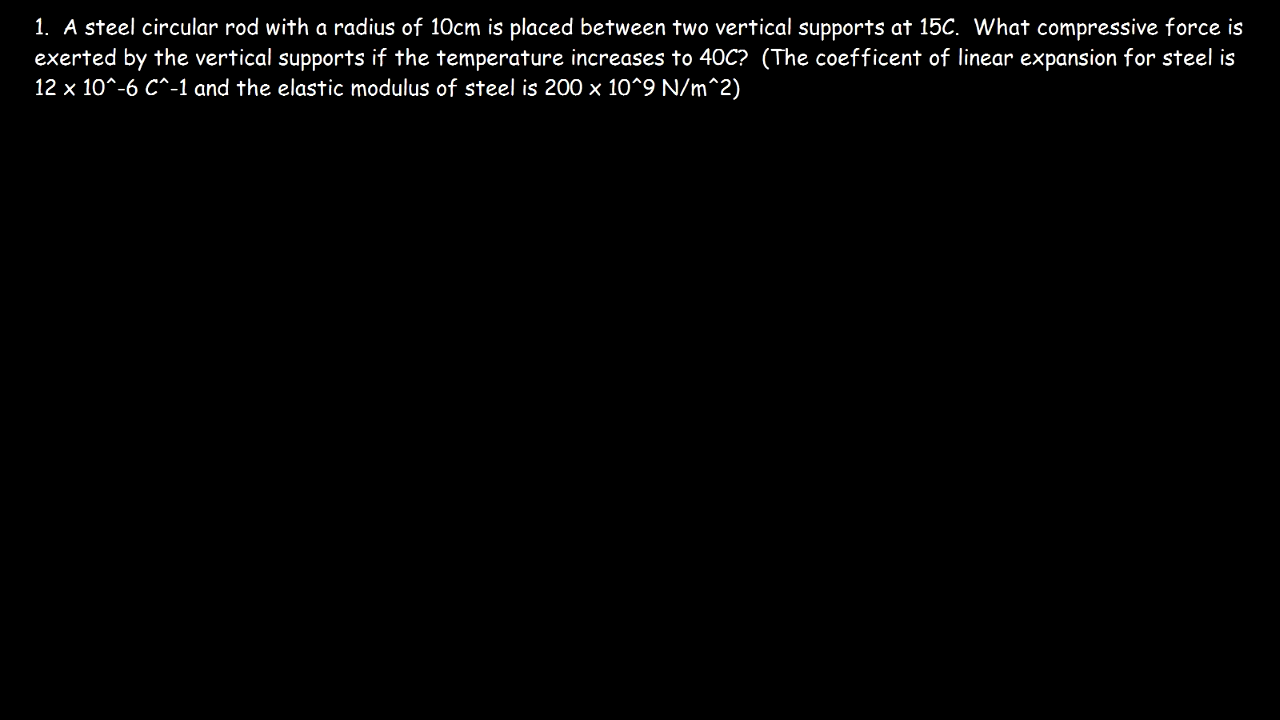 1.  A steel circular rod with a radius of 10cm is placed between two vertical supports at 15C.  What compressive force is
exerted by the vertical supports if the temperature increases to 40C?  (The coefficent of linear expansion for steel is
12 x 10^-6 C^-1 and the elastic modulus of steel is 200 x 10^9 N/m^2)